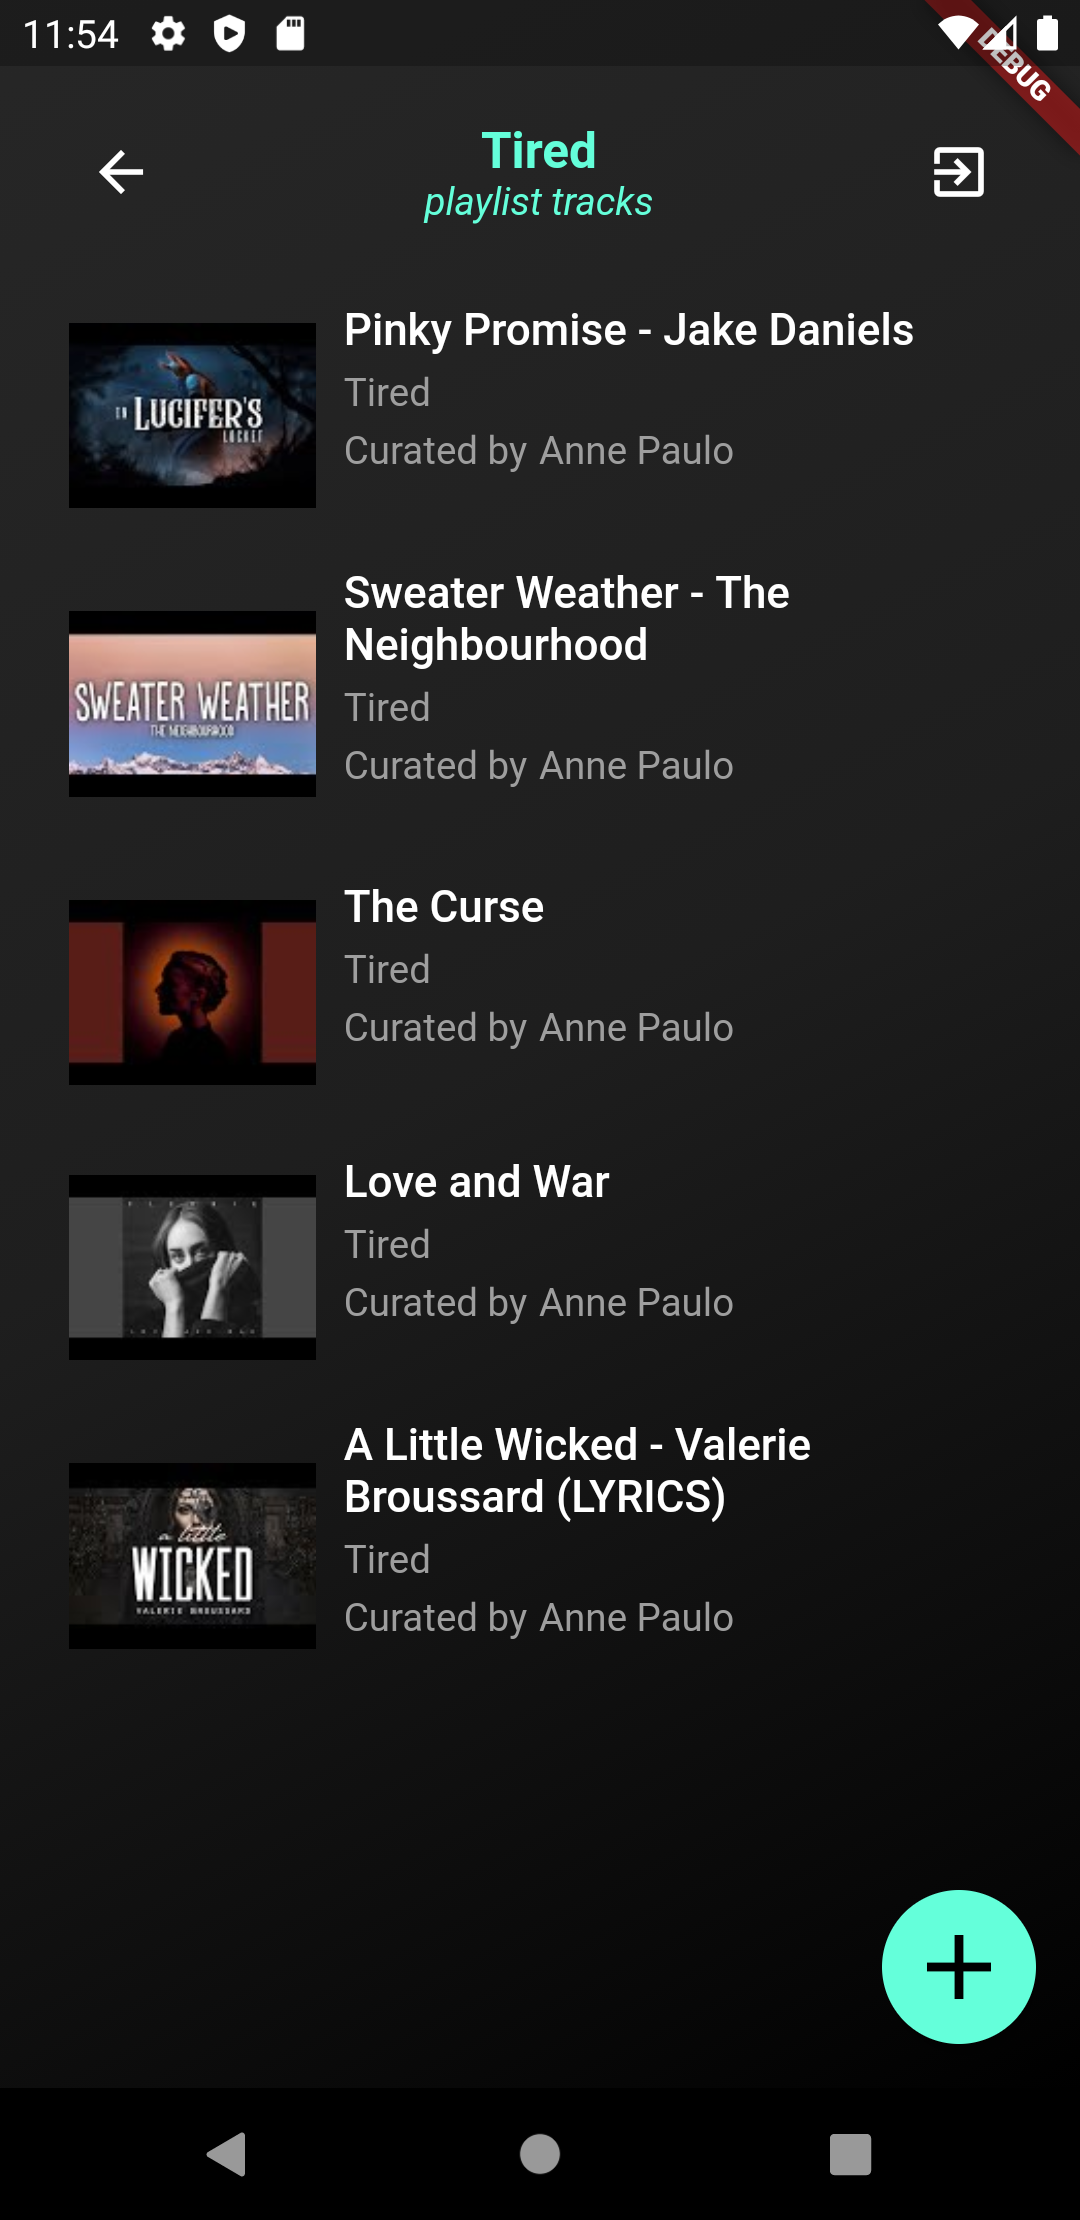 11:54
DEBUG
Tired
playlist tracks
Pinky Promise - Jake Daniels
Tired
Curated by Anne Paulo
LUCIFER'S
LOCKET
Sweater Weather - The
Neighbourhood
Tired
Curated by Anne Paulo
SWEATER WEATHER
THE NEIGHBOURHOOD
The Curse
Tired
Curated by Anne Paulo
Love and War
Tired
Curated by Anne Paulo
A Little Wicked - Valerie
Broussard (LYRICS)
Tired
Curated by Anne Paulo
a little
WICKED
VALERIE BROUSSARD